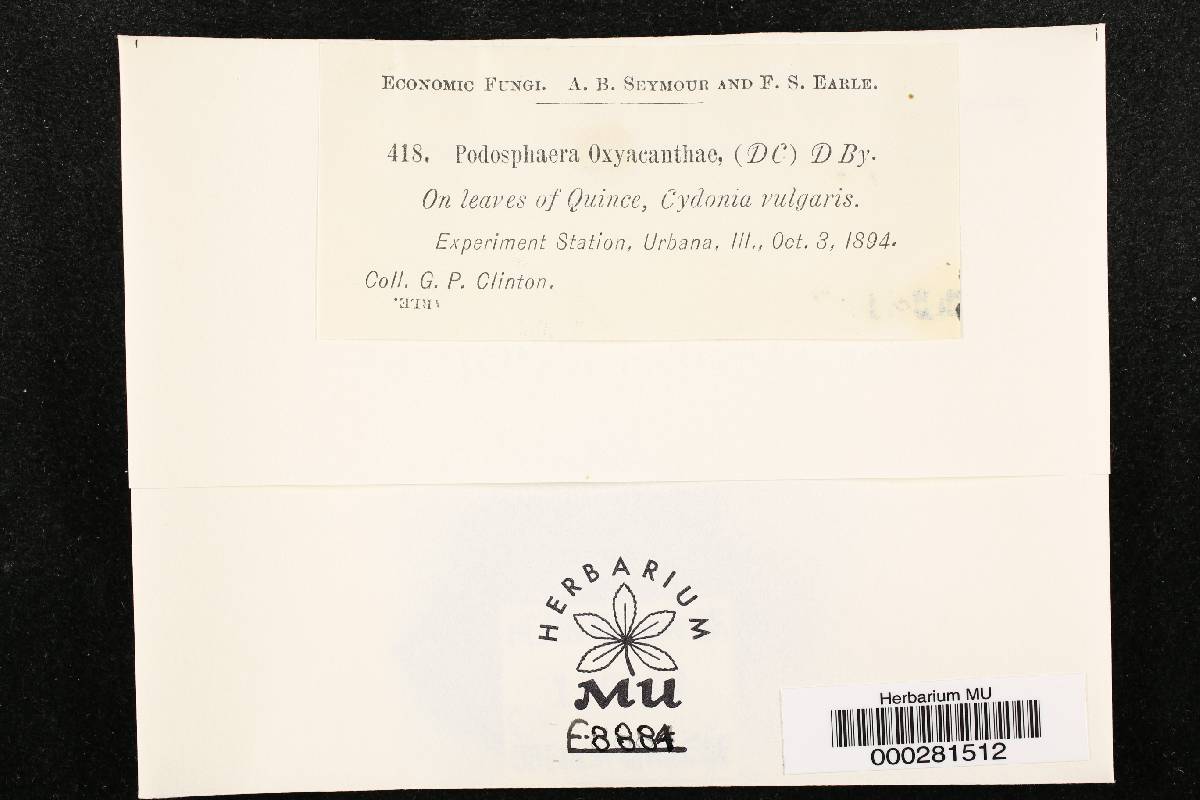 Economic Fungi. A. B. Seymour and F. S. Earle.
418. Podosphaera Oxyacanthae, (DC) D By.
On leaves of Quince, Cydonia vulgaris.
Experiment Station, Urbana, Ill., Oct. 3, 1894.
Coll. G. P. Clinton.
HERBARIUM
MU
F-8884
Herbarium MU
000281512